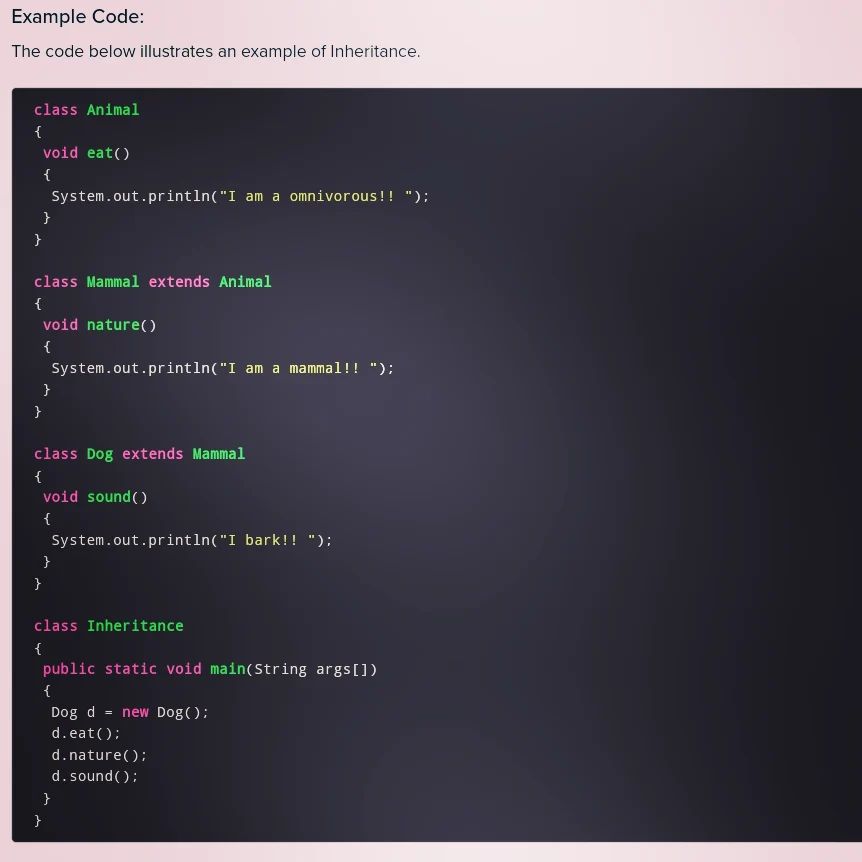 Example Code:
The code below illustrates an example of Inheritance.
class Animal
{
 void eat()
 {
  System.out.println("I am a omnivorous!! ");
 }
}
class Mammal extends Animal
{
 void nature()
 {
  System.out.println("I am a mammal!! ");
 }
}
class Dog extends Mammal
{
 void sound()
 {
  System.out.println("I bark!! ");
 }
}
class Inheritance
{
 public static void main(String args[])
 {
  Dog d = new Dog();
  d.eat();
  d.nature();
  d.sound();
 }
}